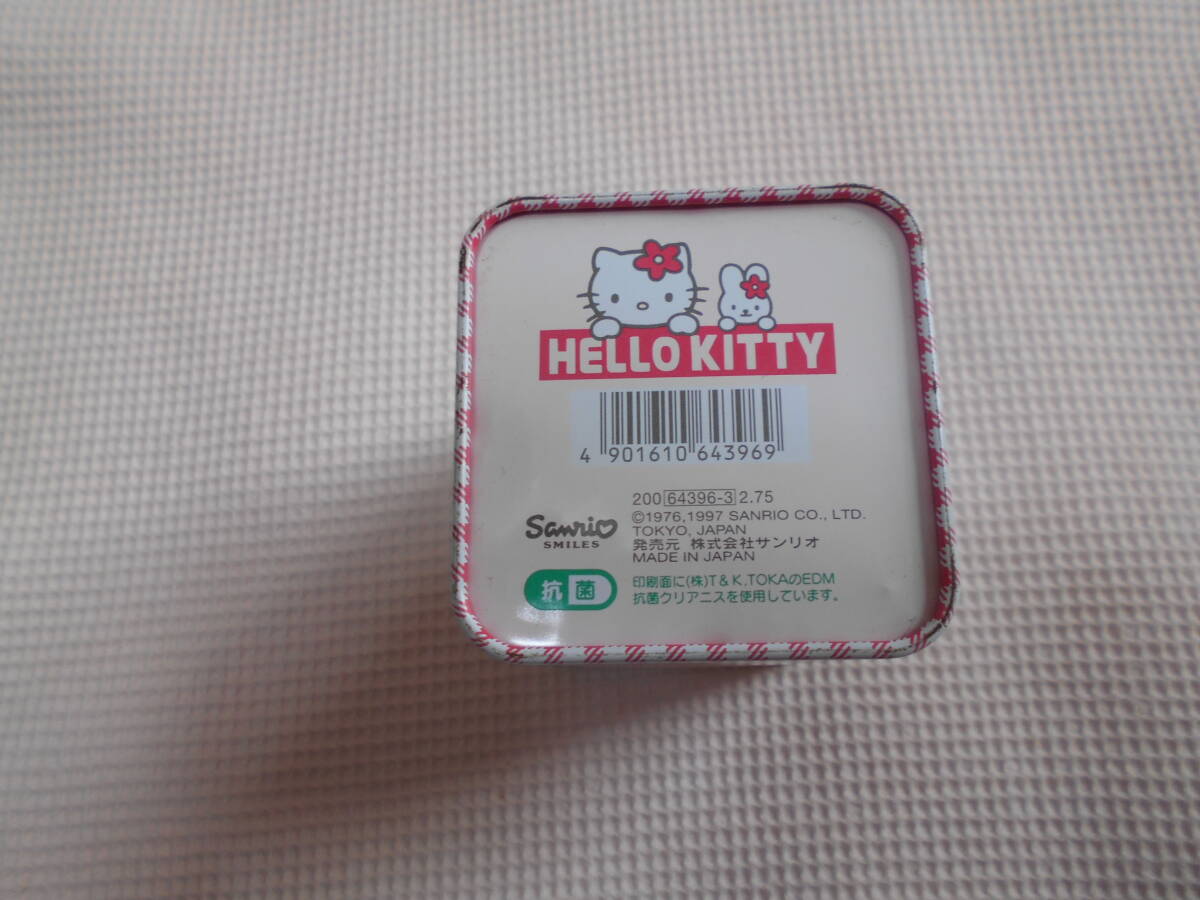 HELLO KITTY
4 901610 643969
200 64396-3 2.75
©1976,1997 SANRIO CO., LTD.
TOKYO, JAPAN
発売元 株式会社サンリオ
MADE IN JAPAN
Sanrio
SMILES
抗菌
印刷面に(株)T&K.TOKAのEDM
抗菌クリアニスを使用しています。